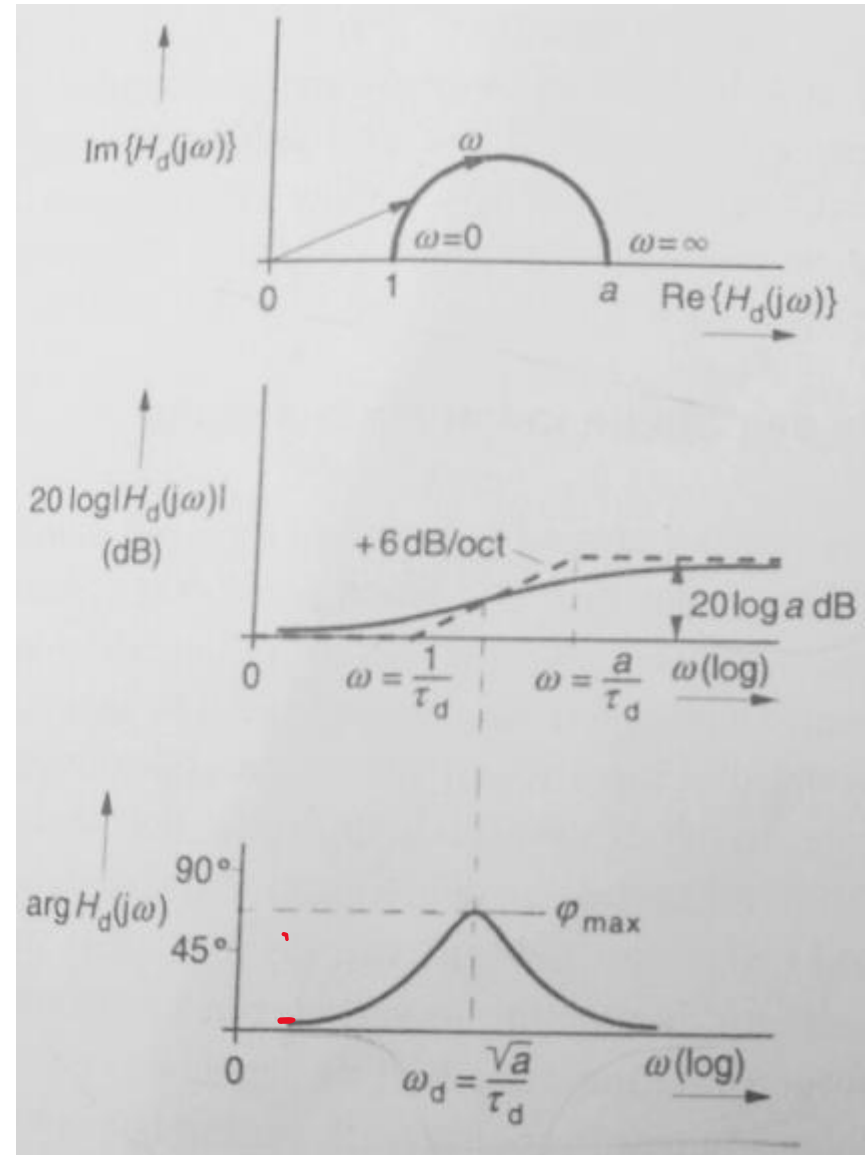 Im{H_d(jω)}
ω
ω=0
ω=∞
0
1
a
Re{H_d(jω)}
20 log|H_d(jω)|
(dB)
+6 dB/oct
20 log a dB
0
ω = 1/τ_d
ω = a/τ_d
ω(log)
90°
arg H_d(jω)
φ_max
45°
0
ω_d = √a/τ_d
ω(log)